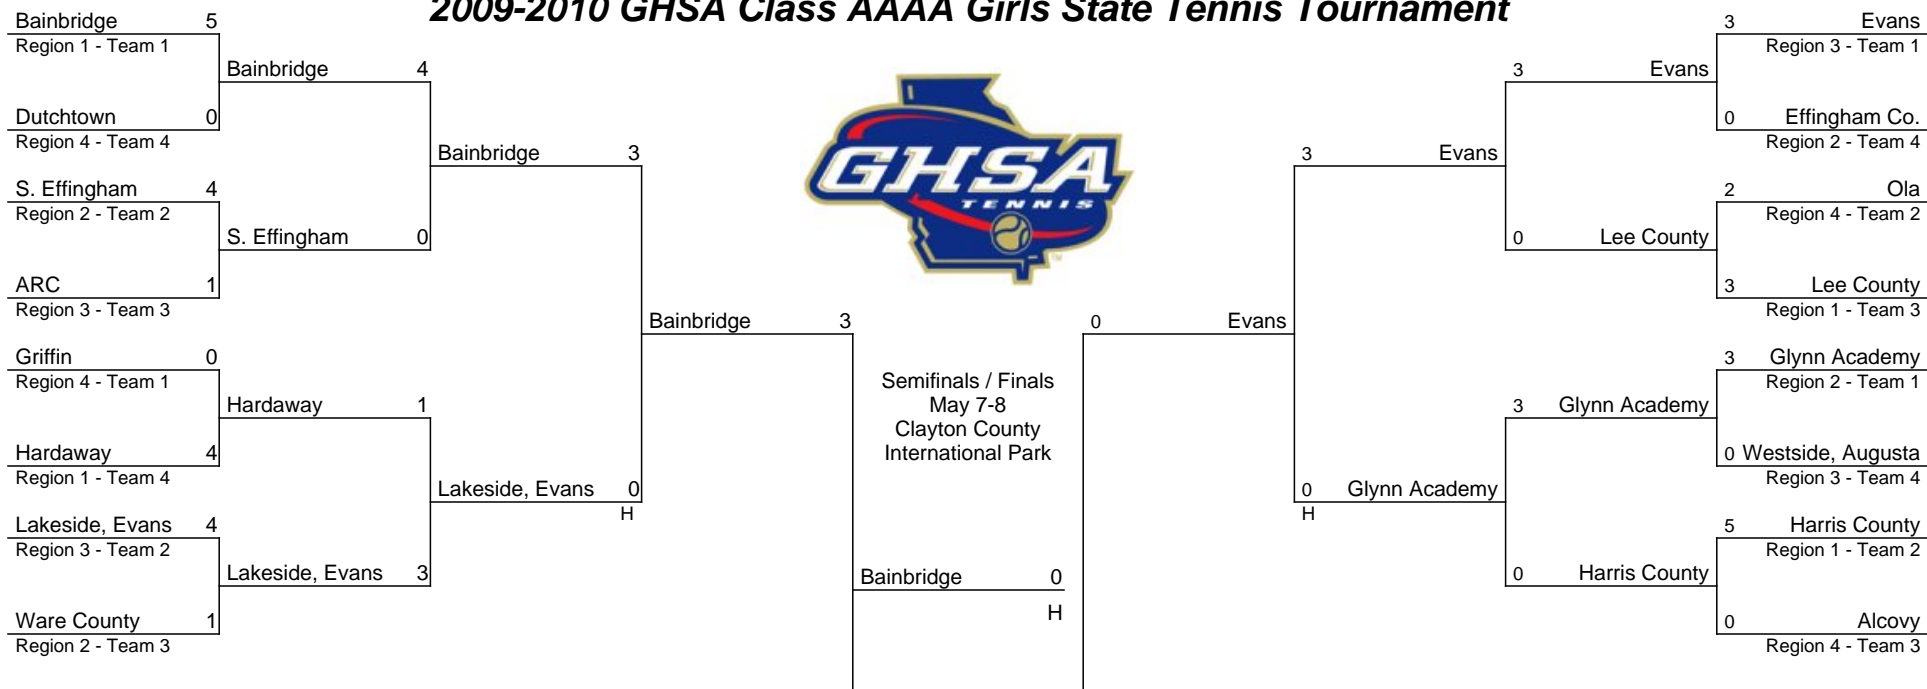 2009-2010 GHSA Class AAAA Girls State Tennis Tournament
Bainbridge 5
Region 1 - Team 1
Bainbridge 4
Dutchtown 0
Region 4 - Team 4
Bainbridge 3
S. Effingham 4
Region 2 - Team 2
S. Effingham 0
ARC 1
Region 3 - Team 3
Bainbridge 3
Griffin 0
Region 4 - Team 1
Hardaway 1
Hardaway 4
Region 1 - Team 4
Lakeside, Evans 0
H
Lakeside, Evans 4
Region 3 - Team 2
Lakeside, Evans 3
Ware County 1
Region 2 - Team 3
GHSA
TENNIS
TM
Semifinals / Finals
May 7-8
Clayton County
International Park
Bainbridge 0
H
3 Evans
Region 3 - Team 1
3 Evans
0 Effingham Co.
Region 2 - Team 4
3 Evans
2 Ola
Region 4 - Team 2
0 Lee County
3 Lee County
Region 1 - Team 3
0 Evans
3 Glynn Academy
Region 2 - Team 1
3 Glynn Academy
0 Westside, Augusta
Region 3 - Team 4
0 Glynn Academy
H
5 Harris County
Region 1 - Team 2
0 Harris County
0 Alcovy
Region 4 - Team 3